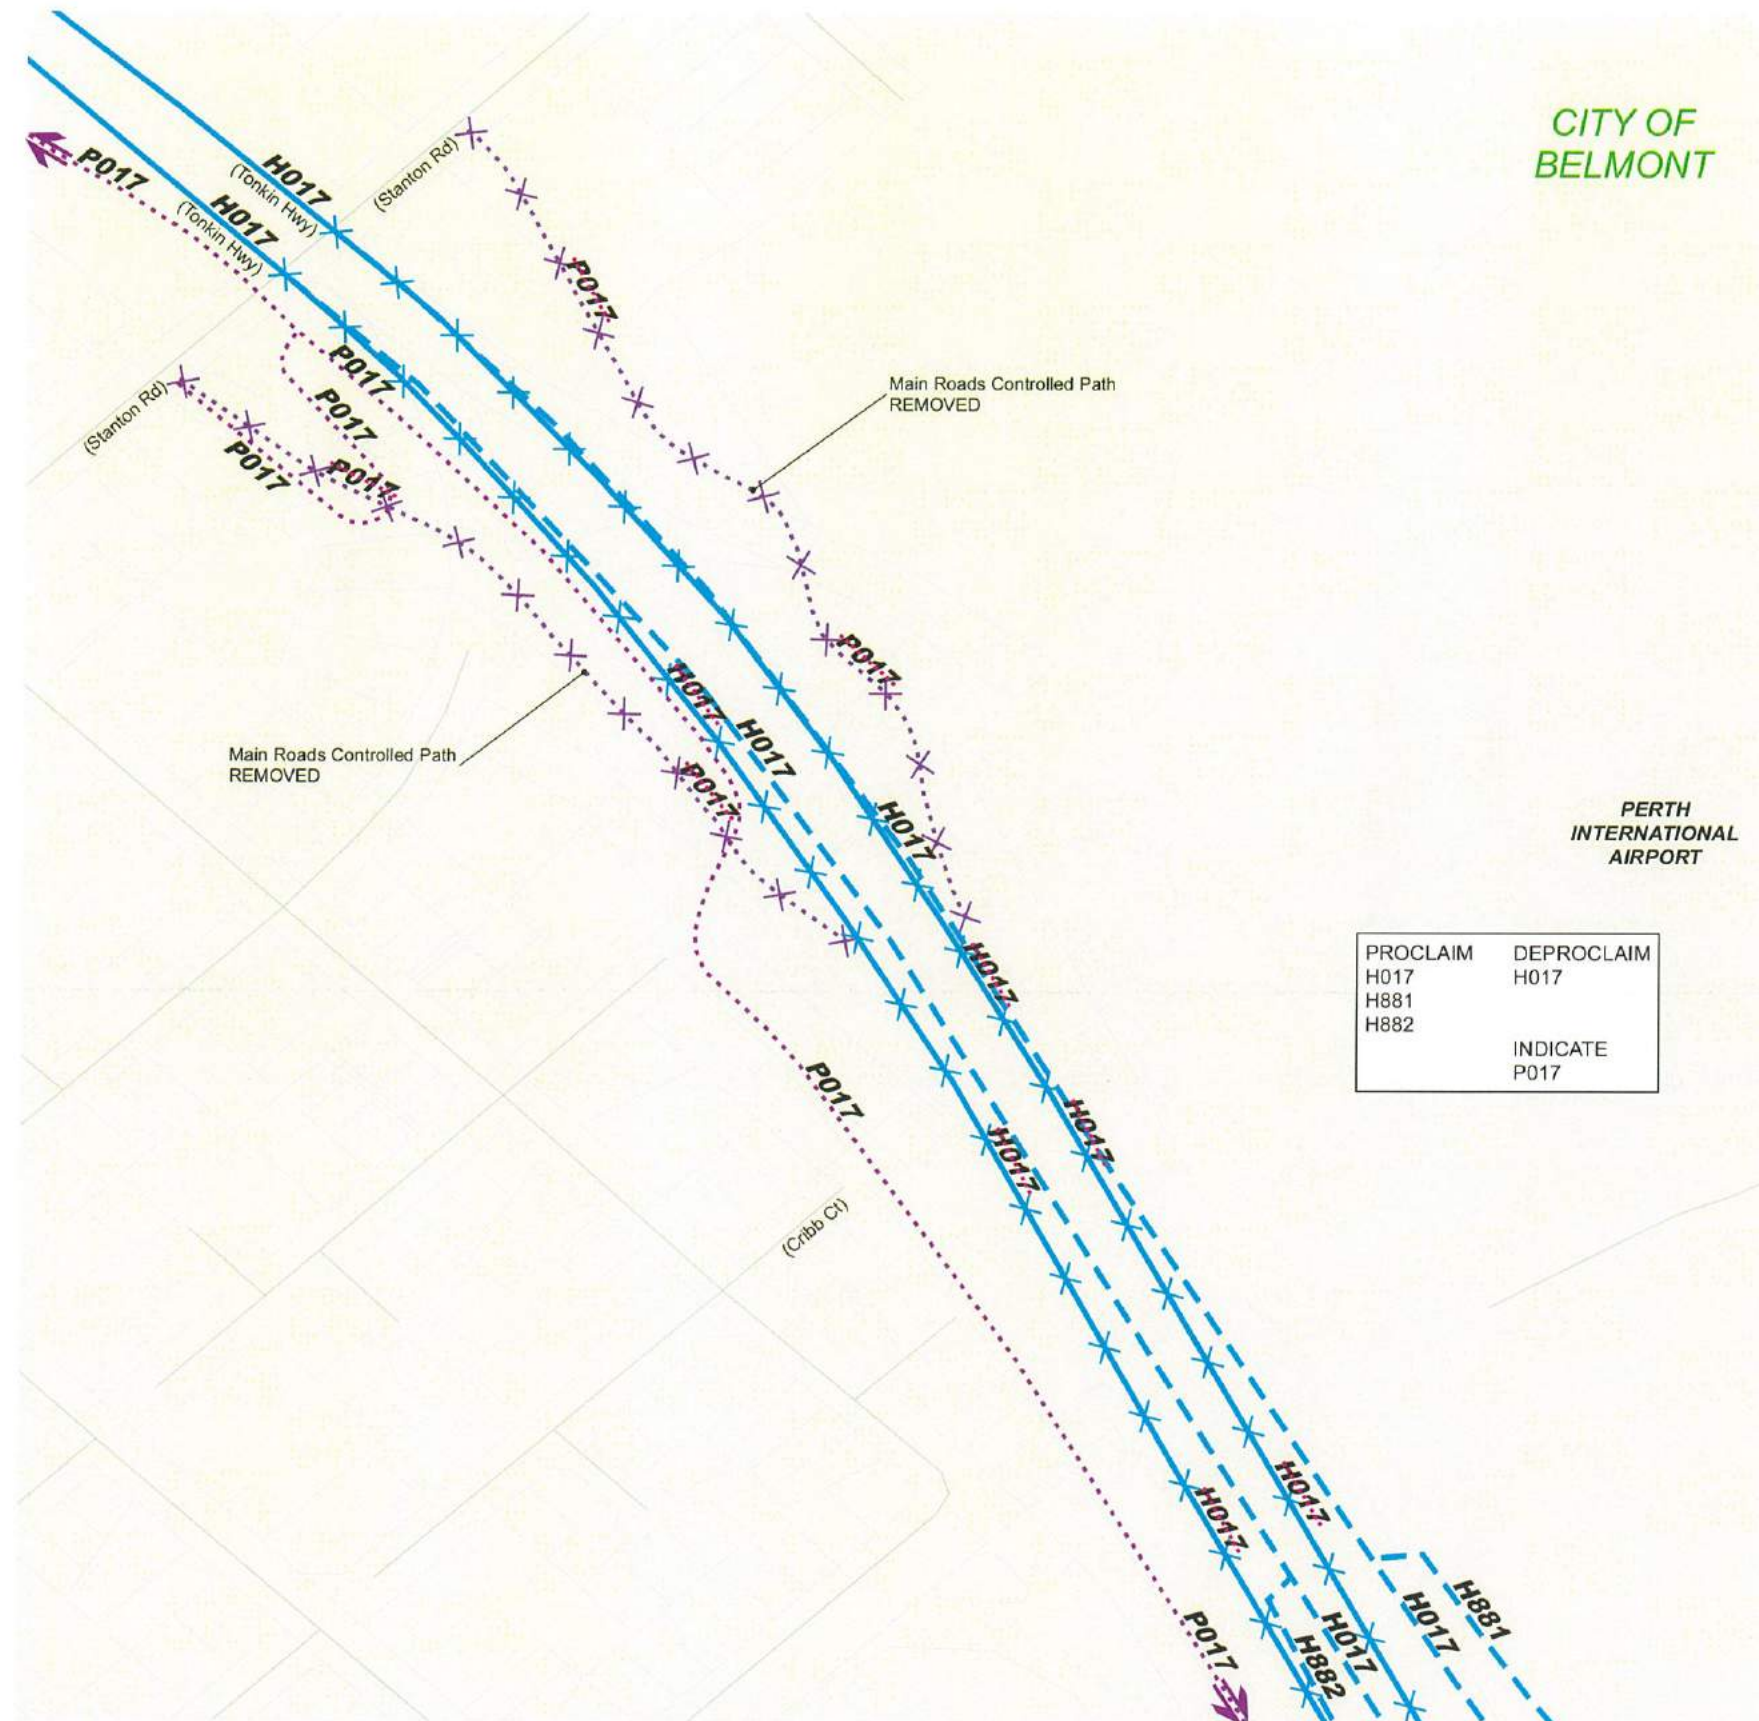 CITY OF
BELMONT
P017
H017
(Tonkin Hwy)
H017
(Tonkin Hwy)
(Stanton Rd)
P017
Main Roads Controlled Path
REMOVED
P017
P017
(Stanton Rd)
P017
P017
P017
H017
H017
Main Roads Controlled Path
REMOVED
P017
H017
PERTH
INTERNATIONAL
AIRPORT
PROCLAIM DEPROCLAIM
H017 H017
H881
H882
INDICATE
P017
H017
P017
H017
H017
(Cribb Ct)
H017
H017
H881
H017
H017
P017
H882